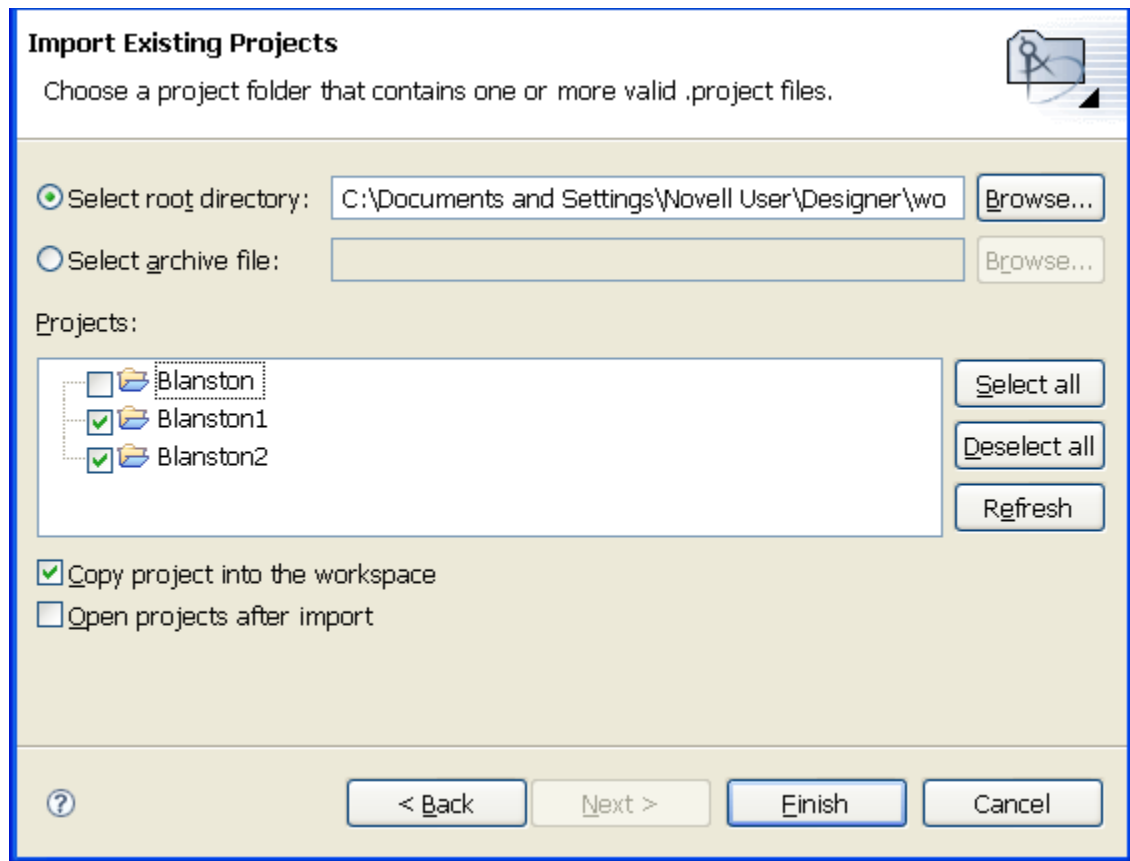 Import Existing Projects
Choose a project folder that contains one or more valid .project files.
Select root directory: C:\Documents and Settings\Novell User\Designer\wo Browse...
Select archive file: Browse...
Projects:
Blanston Select all
Blanston1
Deselect all
Blanston2
Refresh
Copy project into the workspace
Open projects after import
? < Back Next > Finish Cancel